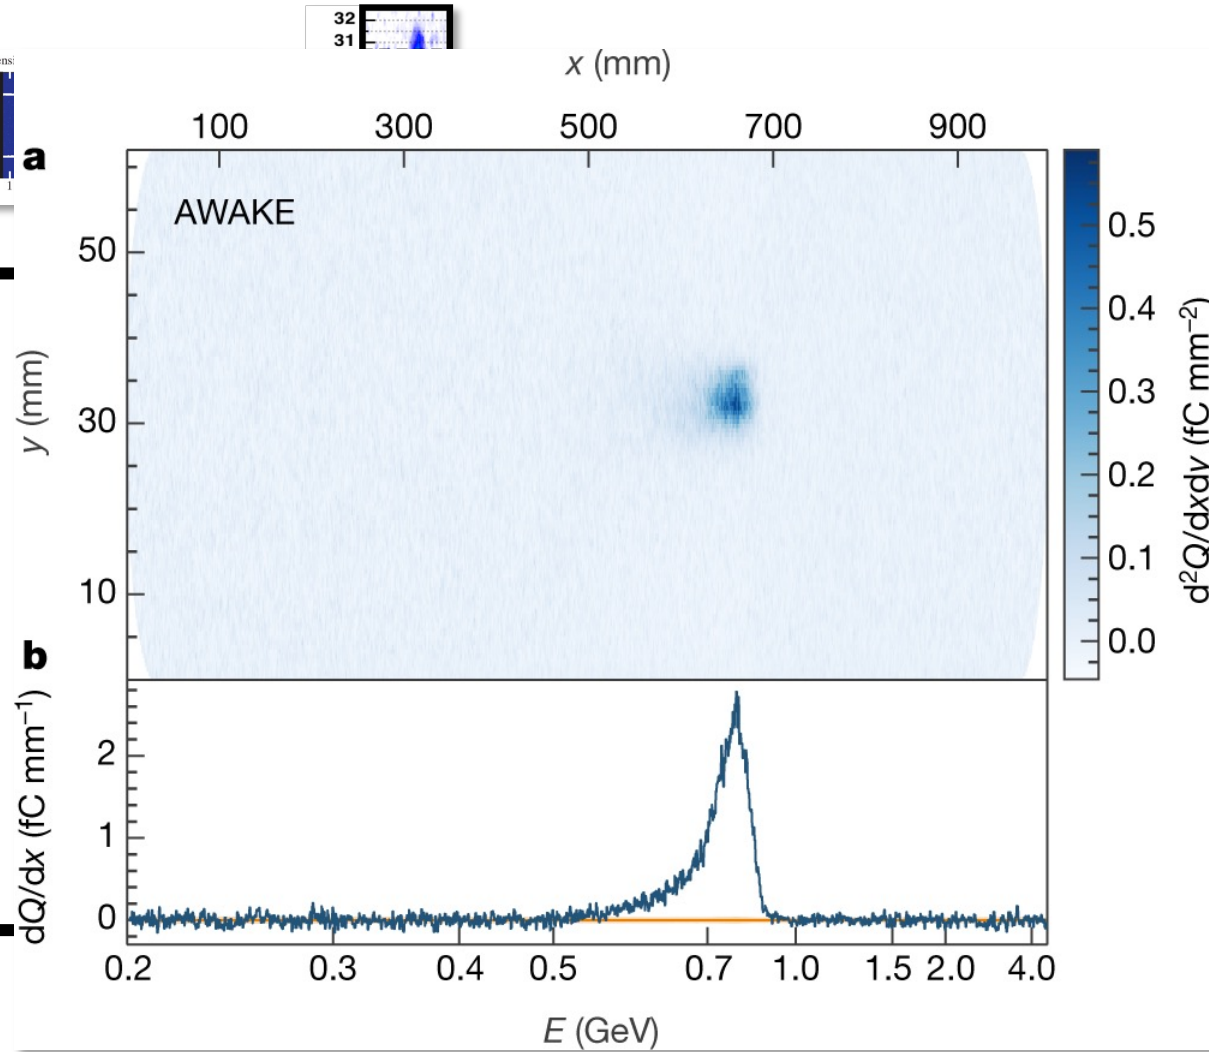 32
31
ensi
1
x (mm)
100 300 500 700 900
a
AWAKE
50
30
10
y (mm)
0.5
0.4
0.3
0.2
0.1
0.0
d²Q/dxdy (fC mm⁻²)
b
2
1
0
dQ/dx (fC mm⁻¹)
0.2 0.3 0.4 0.5 0.7 1.0 1.5 2.0 4.0
E (GeV)